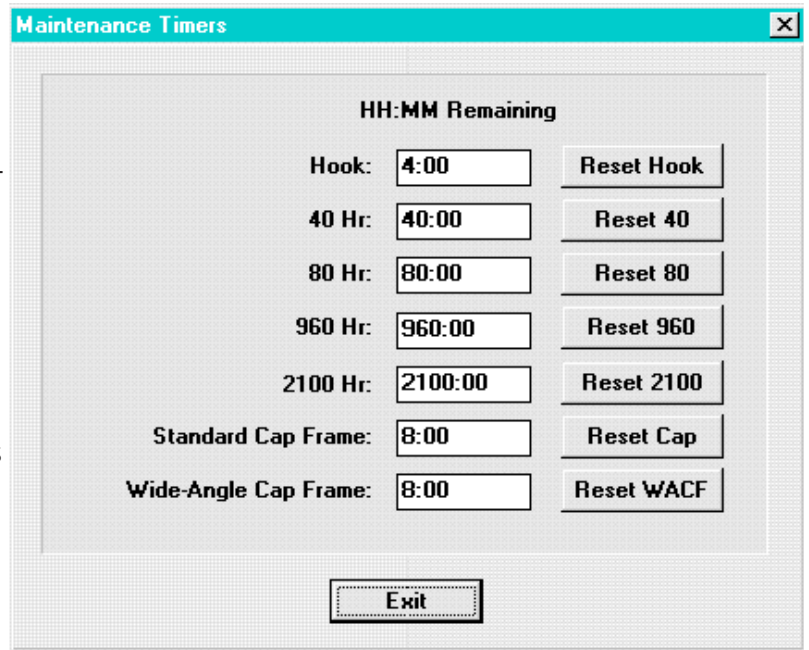 Maintenance Timers
HH:MM Remaining
Hook: 4:00 Reset Hook
40 Hr: 40:00 Reset 40
80 Hr: 80:00 Reset 80
960 Hr: 960:00 Reset 960
2100 Hr: 2100:00 Reset 2100
Standard Cap Frame: 8:00 Reset Cap
Wide-Angle Cap Frame: 8:00 Reset WACF
Exit